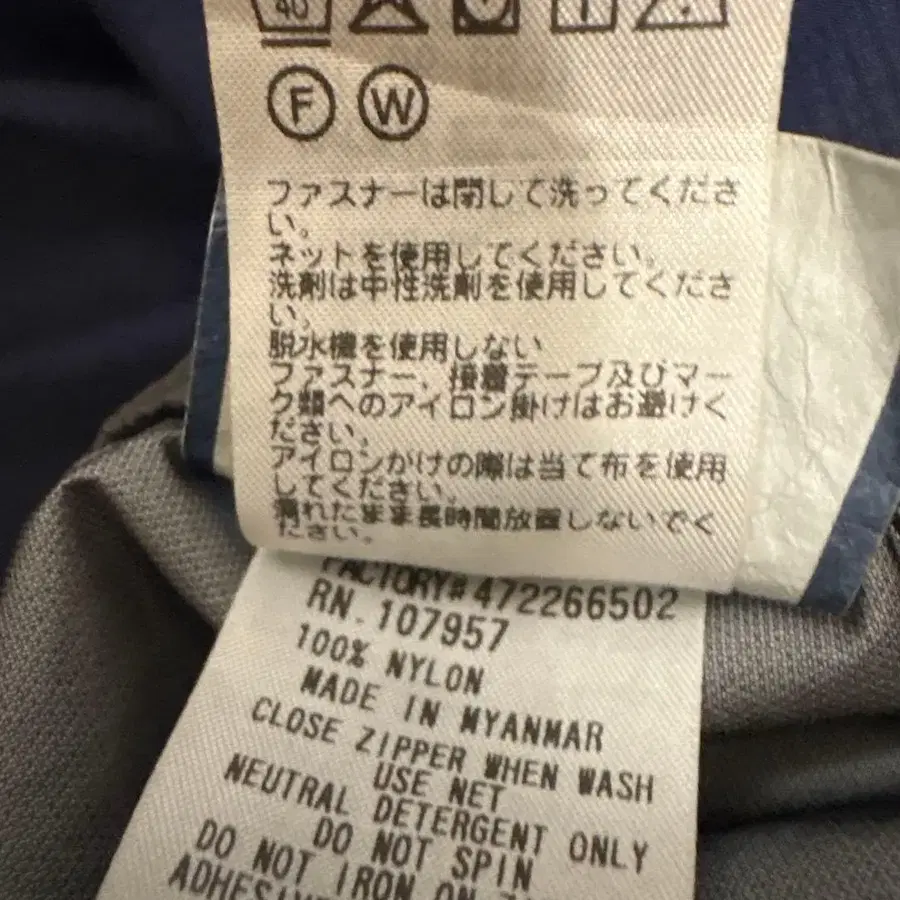 40
F W
ファスナーは閉じて洗ってくださ
い。
ネットを使用してください。
洗剤は中性洗剤を使用してくださ
い。
脱水機を使用しない
ファスナー、接着テープ及びマー
ク類へのアイロン掛けはお避けく
ださい。
アイロンかけの際は当て布を使用
してください。
濡れたまま長時間放置しないでく
ださい。
FACTORY# 472266502
RN. 107957
100% NYLON
MADE IN MYANMAR
CLOSE ZIPPER WHEN WASH
USE NET
NEUTRAL DETERGENT ONLY
DO NOT SPIN
DO NOT IRON ON